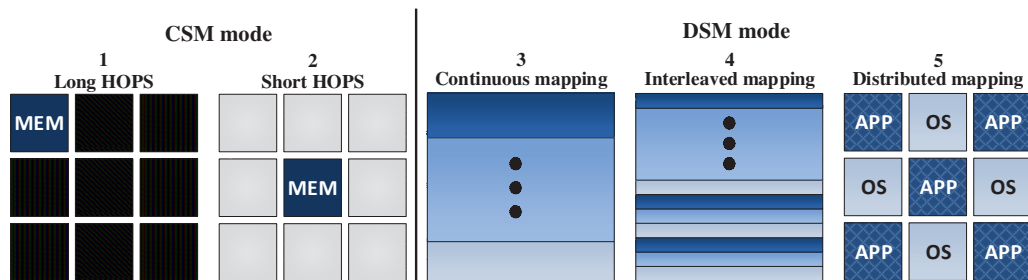 CSM mode
DSM mode
1
Long HOPS
2
Short HOPS
3
Continuous mapping
4
Interleaved mapping
5
Distributed mapping
MEM
MEM
APP OS APP
OS APP OS
APP OS APP